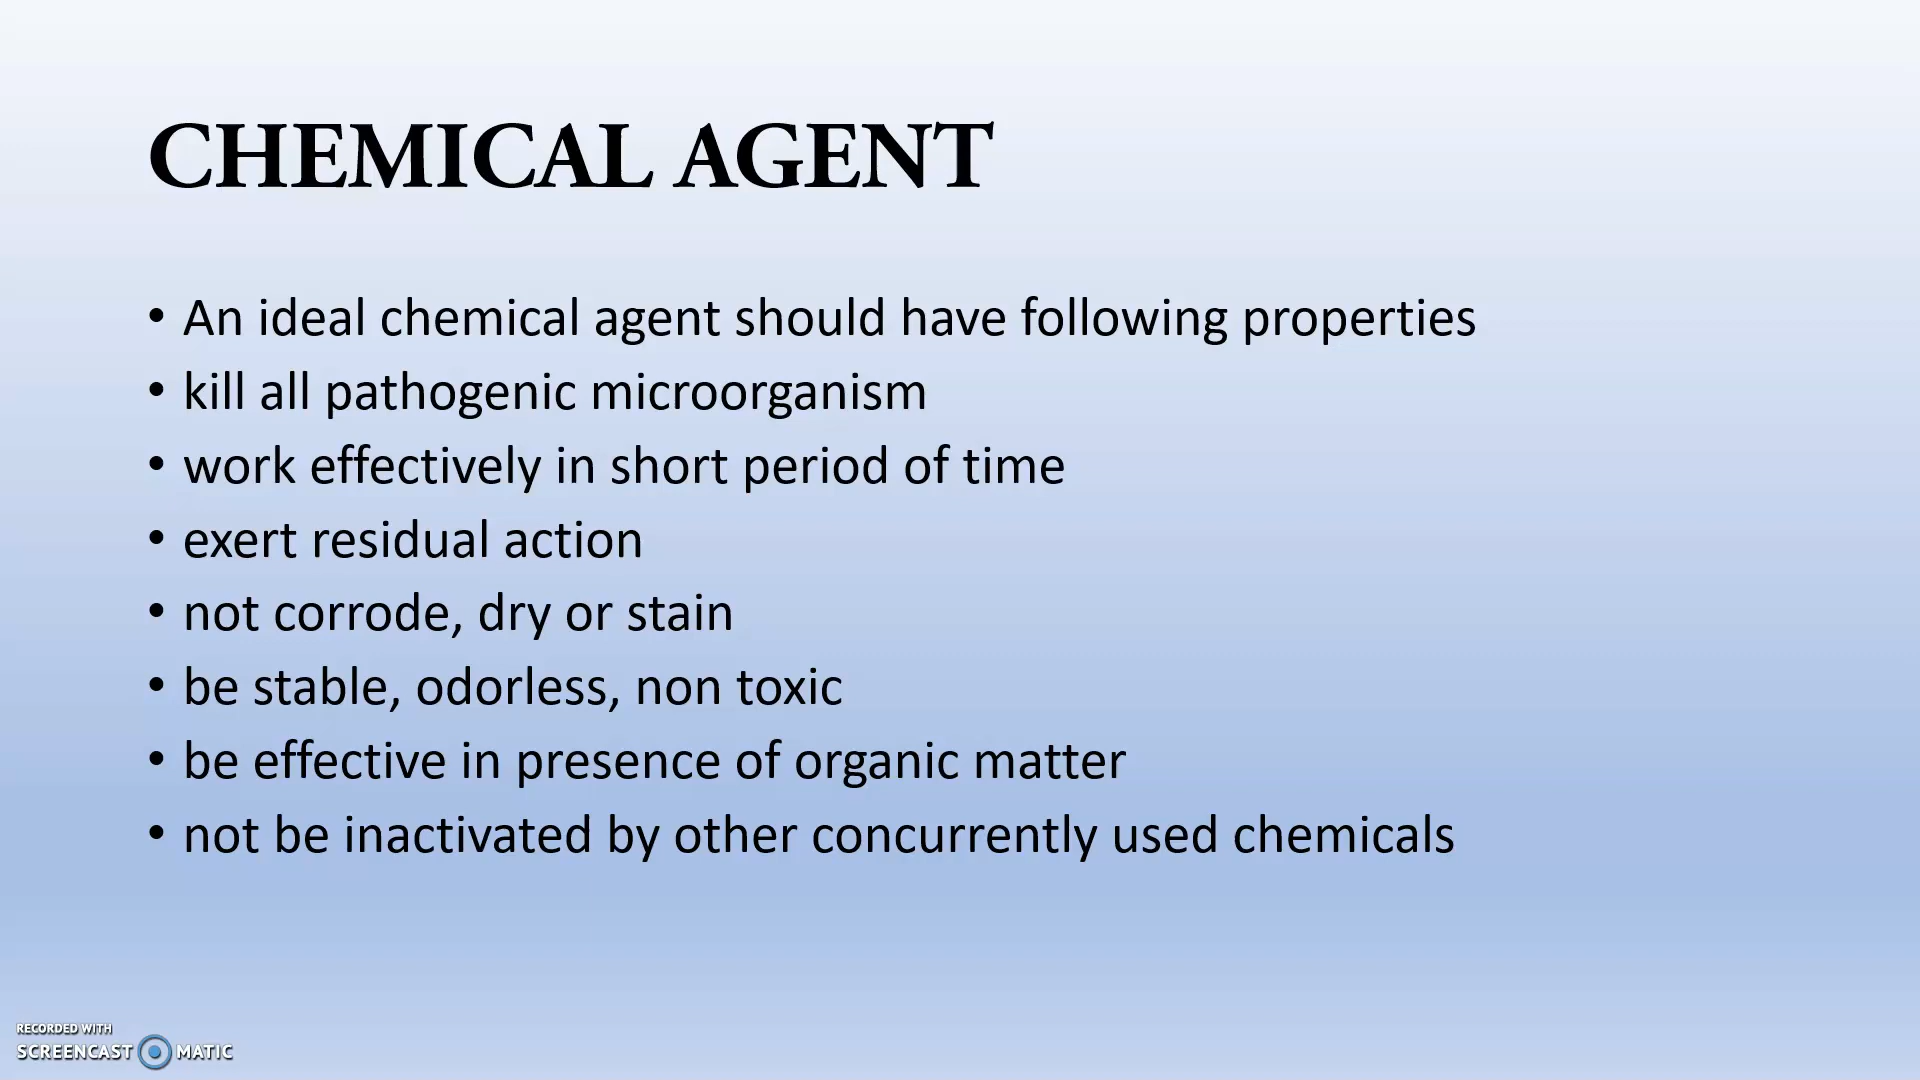 CHEMICAL AGENT
• An ideal chemical agent should have following properties
• kill all pathogenic microorganism
• work effectively in short period of time
• exert residual action
• not corrode, dry or stain
• be stable, odorless, non toxic
• be effective in presence of organic matter
• not be inactivated by other concurrently used chemicals
RECORDED WITH
SCREENCAST MATIC